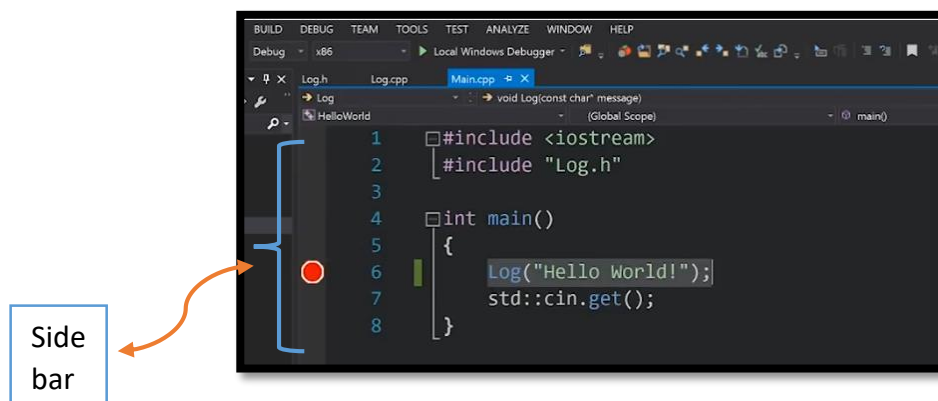 BUILD DEBUG TEAM TOOLS TEST ANALYZE WINDOW HELP
Debug x86 Local Windows Debugger
Log.h Log.cpp Main.cpp
Log void Log(const char* message)
HelloWorld (Global Scope) main()
1 #include <iostream>
2 #include "Log.h"
3
4 int main()
5 {
6 Log("Hello World!");
7 std::cin.get();
8 }
Side
bar